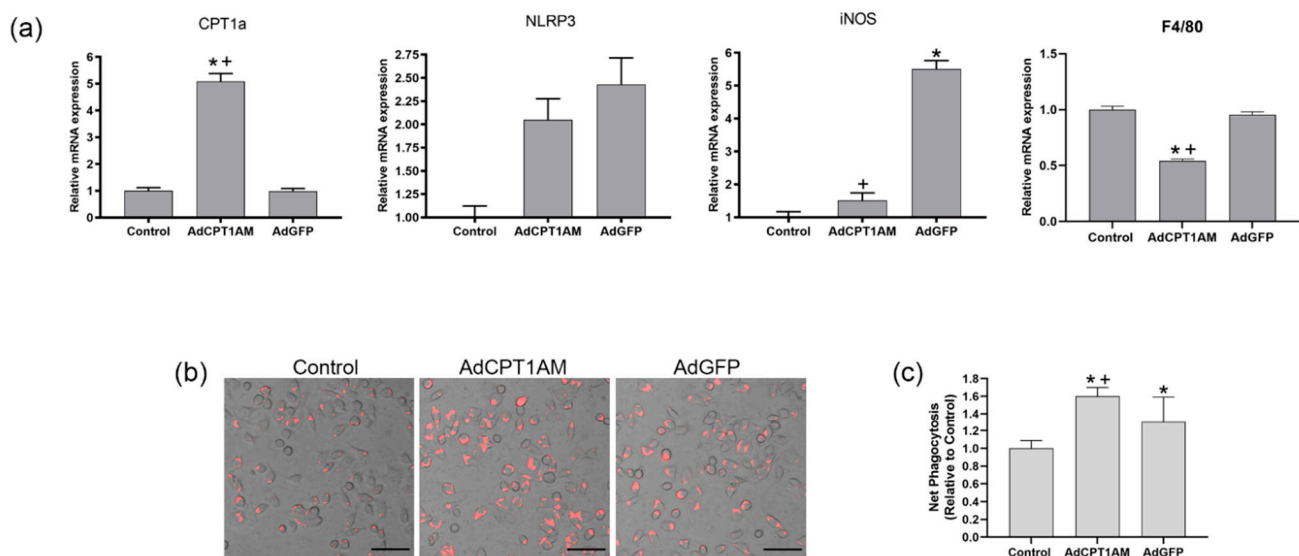 (a)
CPT1a
Relative mRNA expression
6
5
4
3
2
1
0
* +
Control AdCPT1AM AdGFP
NLRP3
Relative mRNA expression
2.75
2.50
2.25
2.00
1.75
1.50
1.25
1.00
Control AdCPT1AM AdGFP
iNOS
Relative mRNA expression
6
5
4
3
2
1
+
*
Control AdCPT1AM AdGFP
F4/80
Relative mRNA expression
1.5
1.0
0.5
0.0
* +
Control AdCPT1AM AdGFP
(b)
Control AdCPT1AM AdGFP
(c)
Net Phagocytosis
(Relative to Control)
1.8
1.6
1.4
1.2
1.0
0.8
0.6
0.4
0.2
0.0
* +
*
Control AdCPT1AM AdGFP